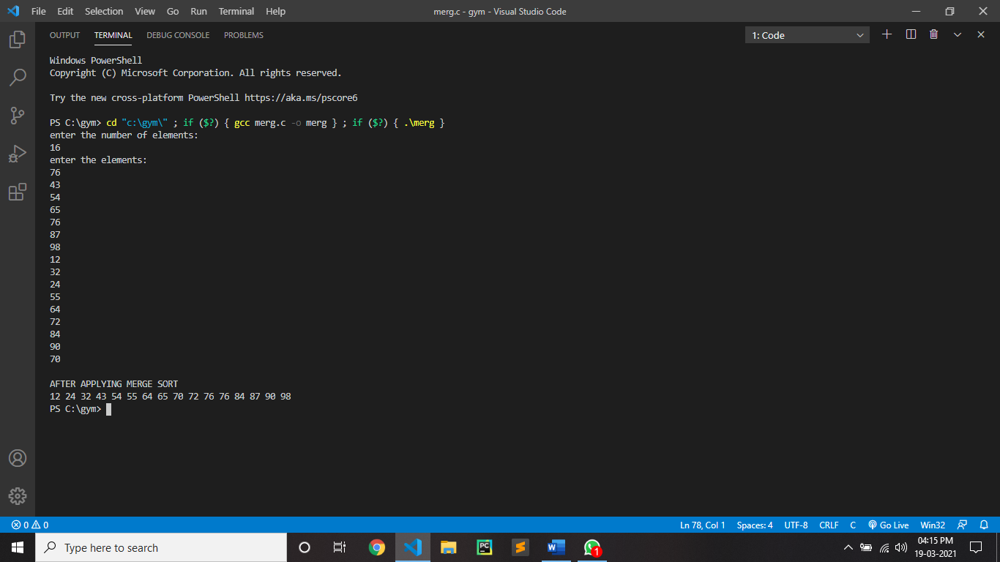 File Edit Selection View Go Run Terminal Help
merg.c - gym - Visual Studio Code
OUTPUT TERMINAL DEBUG CONSOLE PROBLEMS
1: Code
Windows PowerShell
Copyright (C) Microsoft Corporation. All rights reserved.
Try the new cross-platform PowerShell https://aka.ms/pscore6
PS C:\gym> cd "c:\gym\" ; if ($?) { gcc merg.c -o merg } ; if ($?) { .\merg }
enter the number of elements:
16
enter the elements:
76
43
54
65
76
87
98
12
32
24
55
64
72
84
90
70
AFTER APPLYING MERGE SORT
12 24 32 43 54 55 64 65 70 72 76 76 84 87 90 98
PS C:\gym>
0 0
Ln 78, Col 1 Spaces: 4 UTF-8 CRLF C Go Live Win32
Type here to search
PC
W
1
04:15 PM
19-03-2021